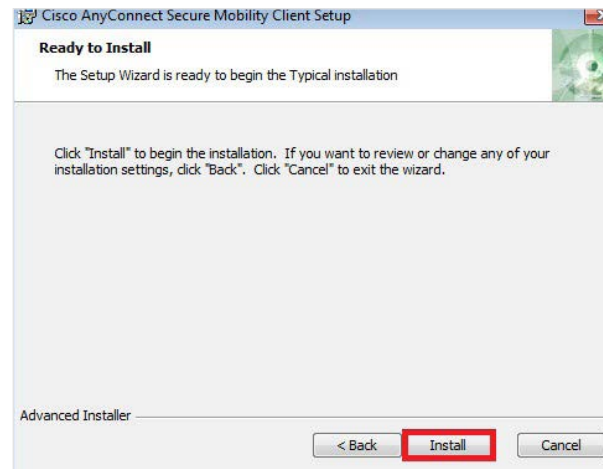 Cisco AnyConnect Secure Mobility Client Setup
Ready to Install
The Setup Wizard is ready to begin the Typical installation
Click "Install" to begin the installation. If you want to review or change any of your
installation settings, click "Back". Click "Cancel" to exit the wizard.
Advanced Installer
< Back Install Cancel